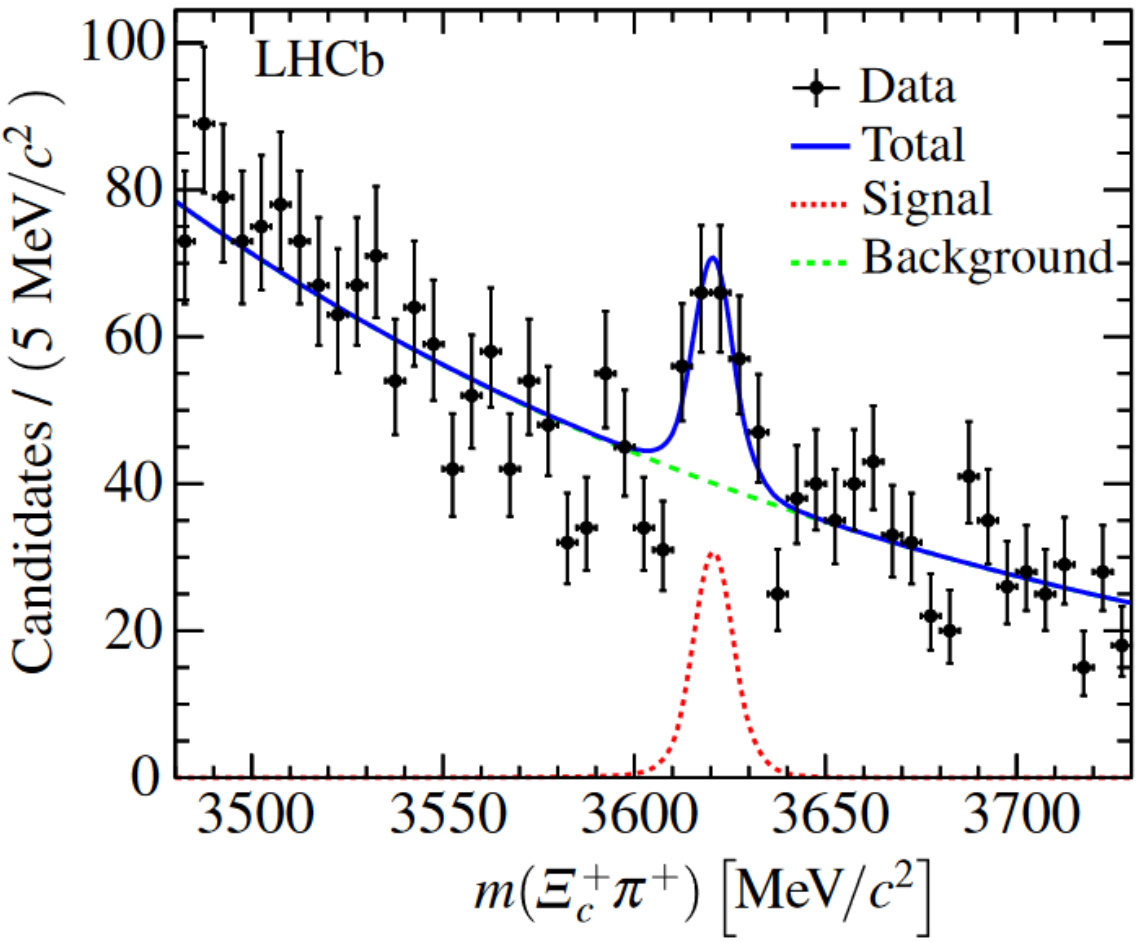 LHCb
Data
Total
Signal
Background
Candidates / (5 MeV/c²)
100
80
60
40
20
0
3500 3550 3600 3650 3700
m(Ξc⁺π⁺) [MeV/c²]